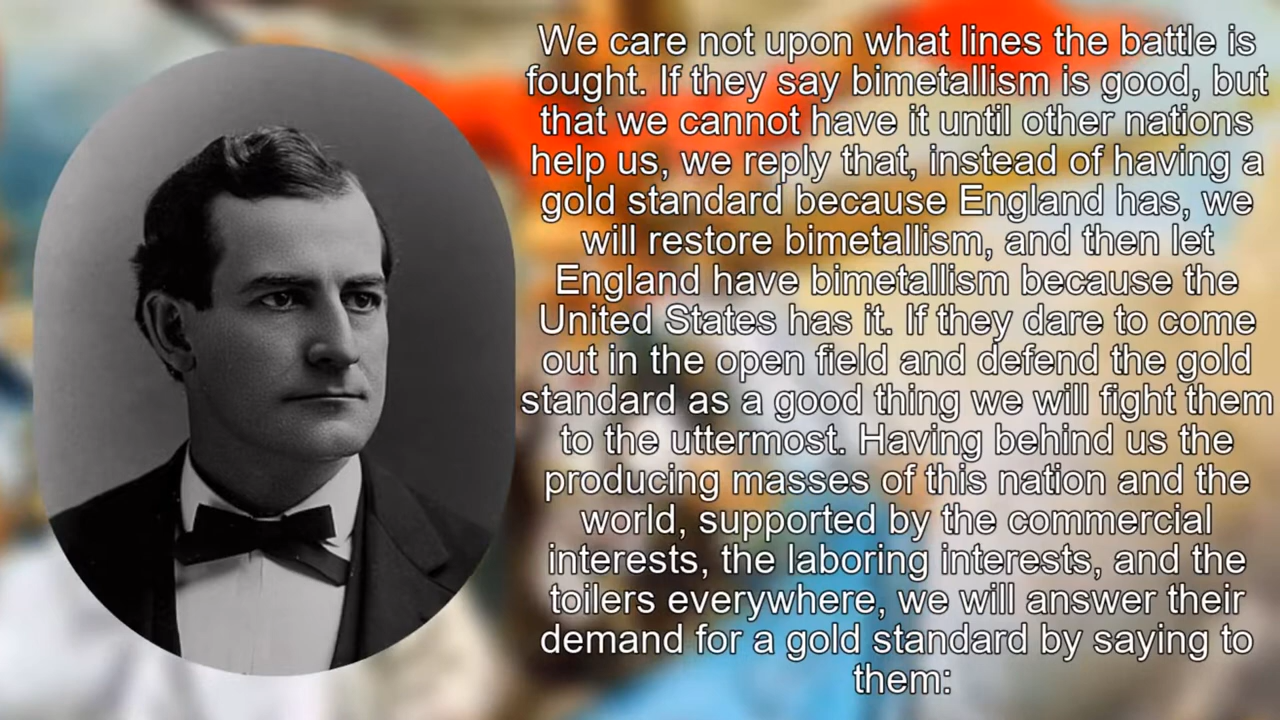 We care not upon what lines the battle is
fought. If they say bimetallism is good, but
that we cannot have it until other nations
help us, we reply that, instead of having a
gold standard because England has, we
will restore bimetallism, and then let
England have bimetallism because the
United States has it. If they dare to come
out in the open field and defend the gold
standard as a good thing we will fight them
to the uttermost. Having behind us the
producing masses of this nation and the
world, supported by the commercial
interests, the laboring interests, and the
toilers everywhere, we will answer their
demand for a gold standard by saying to
them: